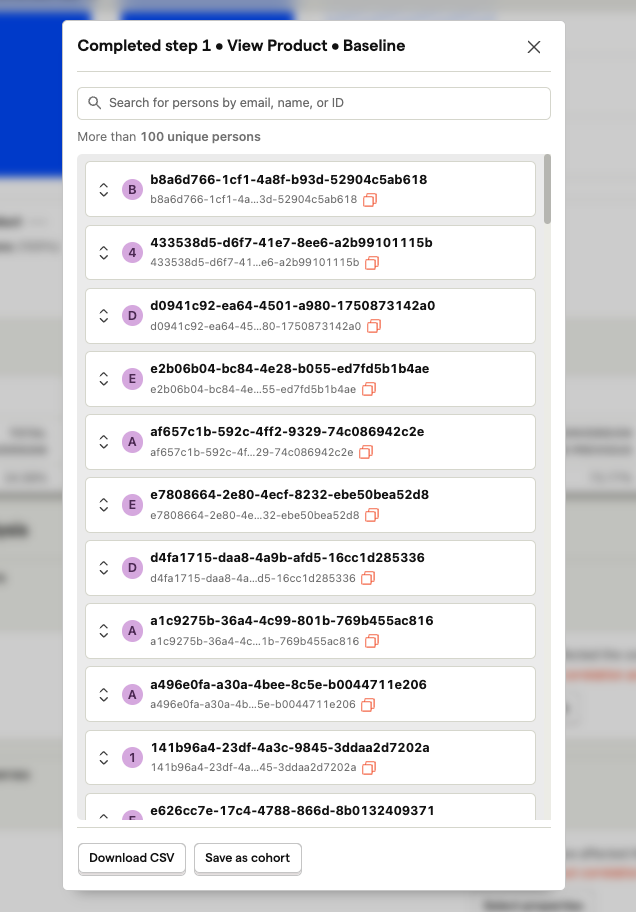 Completed step 1 • View Product • Baseline
Search for persons by email, name, or ID
More than 100 unique persons
B
b8a6d766-1cf1-4a8f-b93d-52904c5ab618
b8a6d766-1cf1-4a...3d-52904c5ab618
4
433538d5-d6f7-41e7-8ee6-a2b99101115b
433538d5-d6f7-41...e6-a2b99101115b
D
d0941c92-ea64-4501-a980-1750873142a0
d0941c92-ea64-45...80-1750873142a0
E
e2b06b04-bc84-4e28-b055-ed7fd5b1b4ae
e2b06b04-bc84-4e...55-ed7fd5b1b4ae
A
af657c1b-592c-4ff2-9329-74c086942c2e
af657c1b-592c-4f...29-74c086942c2e
E
e7808664-2e80-4ecf-8232-ebe50bea52d8
e7808664-2e80-4e...32-ebe50bea52d8
D
d4fa1715-daa8-4a9b-afd5-16cc1d285336
d4fa1715-daa8-4a...d5-16cc1d285336
A
a1c9275b-36a4-4c99-801b-769b455ac816
a1c9275b-36a4-4c...1b-769b455ac816
A
a496e0fa-a30a-4bee-8c5e-b0044711e206
a496e0fa-a30a-4b...5e-b0044711e206
1
141b96a4-23df-4a3c-9845-3ddaa2d7202a
141b96a4-23df-4a...45-3ddaa2d7202a
E
e626cc7e-17c4-4788-866d-8b0132409371
Download CSV
Save as cohort